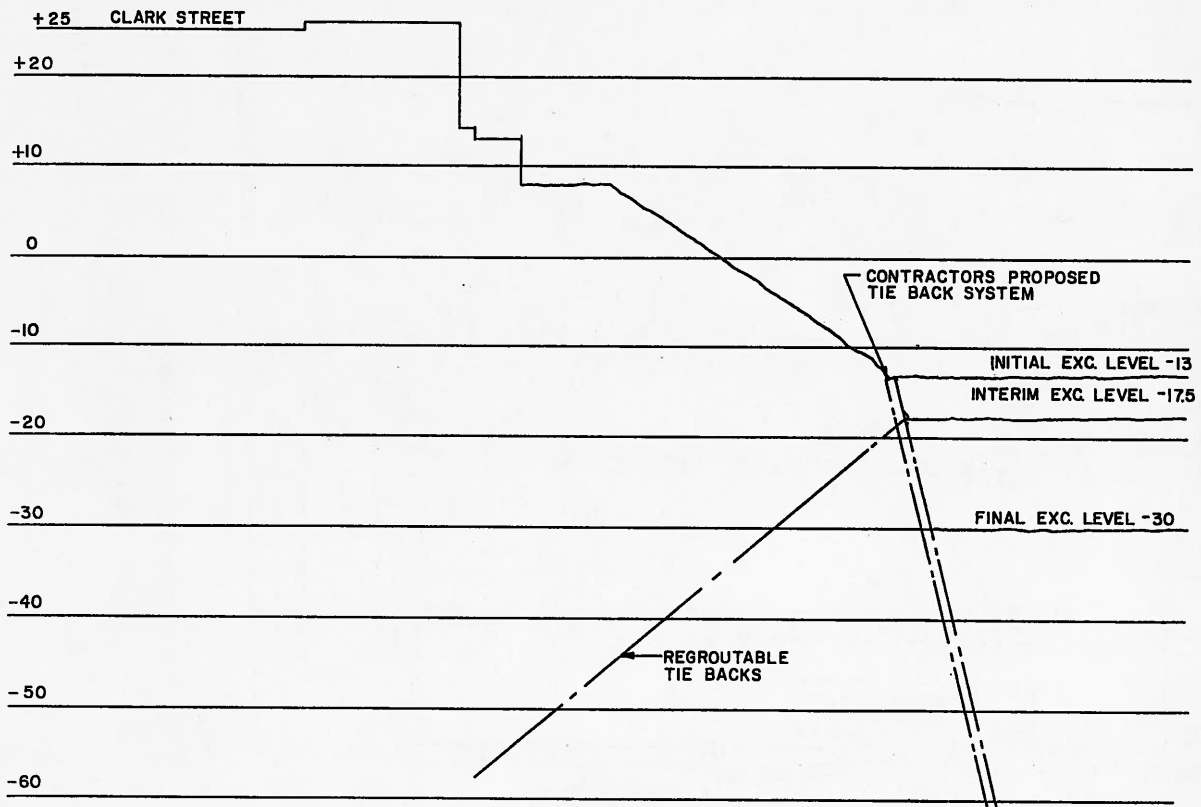 +25 CLARK STREET
+20
+10
0
CONTRACTORS PROPOSED
TIE BACK SYSTEM
-10
INITIAL EXC. LEVEL -13
INTERIM EXC. LEVEL -17.5
-20
FINAL EXC. LEVEL -30
-30
-40
REGROUTABLE
TIE BACKS
-50
-60